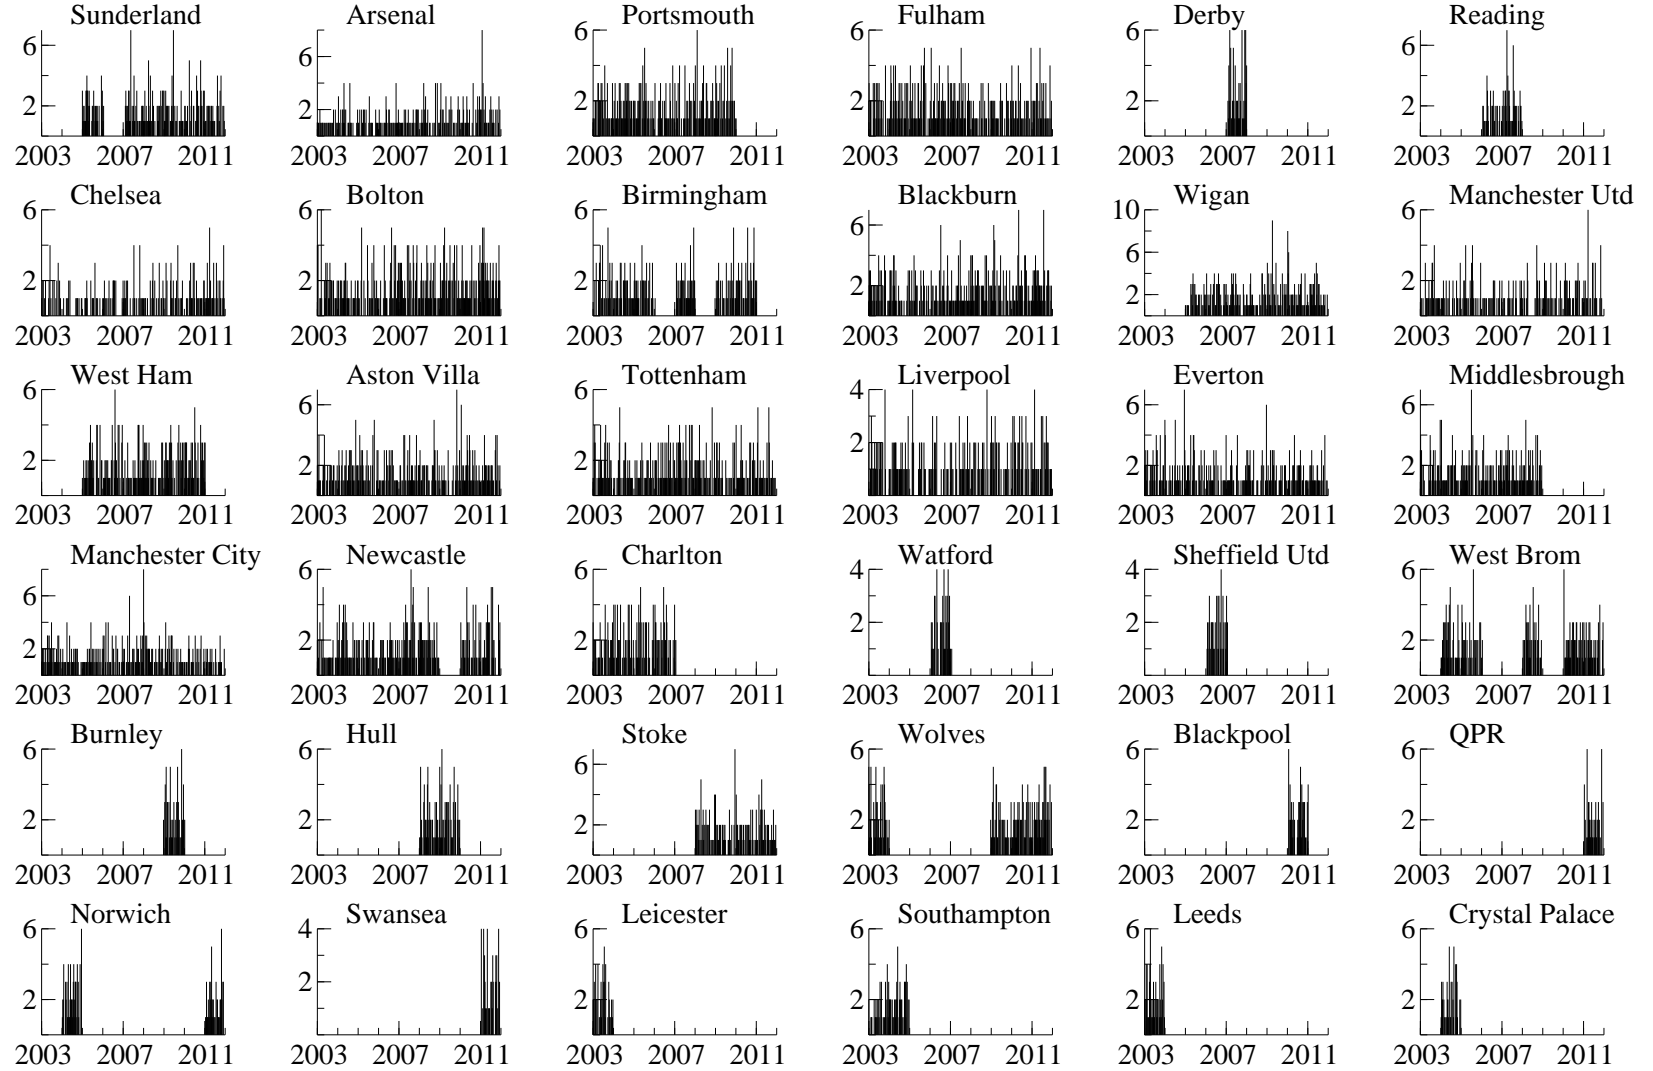 Sunderland Arsenal Portsmouth Fulham Derby Reading
6 6 6 6 6 6
2 2 2 2 2 2
2003 2007 2011 2003 2007 2011 2003 2007 2011 2003 2007 2011 2003 2007 2011 2003 2007 2011
Chelsea Bolton Birmingham Blackburn Wigan Manchester Utd
6 6 6 6 10 6
8
6
2 2 2 2 2 2
2003 2007 2011 2003 2007 2011 2003 2007 2011 2003 2007 2011 2003 2007 2011 2003 2007 2011
West Ham Aston Villa Tottenham Liverpool Everton Middlesbrough
6 6 6 4 6 6
2 2 2 2 2 2
2003 2007 2011 2003 2007 2011 2003 2007 2011 2003 2007 2011 2003 2007 2011 2003 2007 2011
Manchester City Newcastle Charlton Watford Sheffield Utd West Brom
6 6 6 4 4 6
2 2 2 2 2 2
2003 2007 2011 2003 2007 2011 2003 2007 2011 2003 2007 2011 2003 2007 2011 2003 2007 2011
Burnley Hull Stoke Wolves Blackpool QPR
6 6 6 6 6 6
2 2 2 2 2 2
2003 2007 2011 2003 2007 2011 2003 2007 2011 2003 2007 2011 2003 2007 2011 2003 2007 2011
Norwich Swansea Leicester Southampton Leeds Crystal Palace
6 4 6 6 6 6
2 2 2 2 2 2
2003 2007 2011 2003 2007 2011 2003 2007 2011 2003 2007 2011 2003 2007 2011 2003 2007 2011